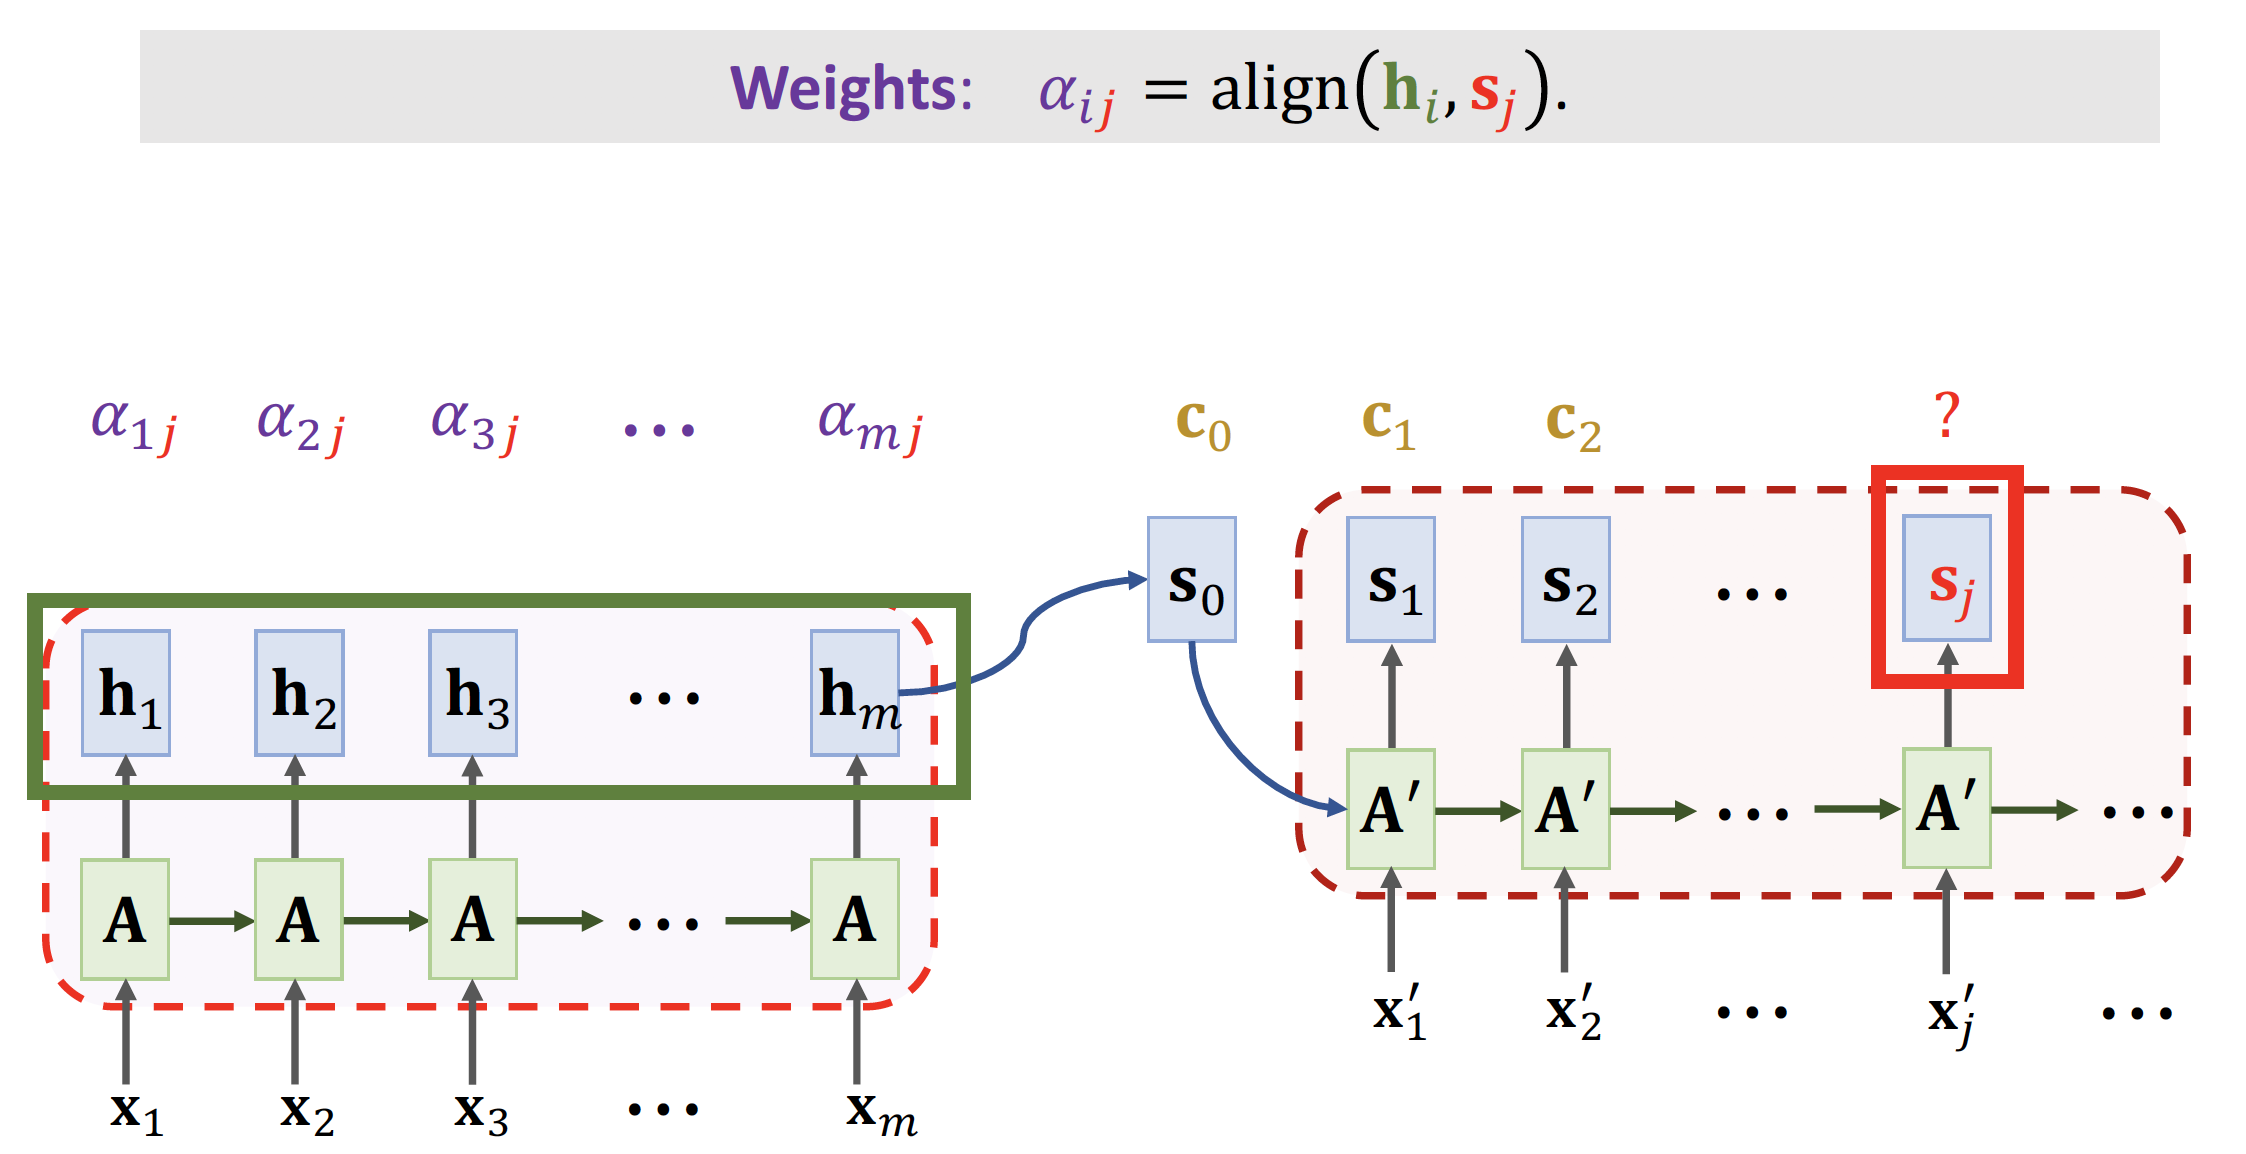 Weights: αᵢⱼ = align(hᵢ, sⱼ).
α₁ⱼ α₂ⱼ α₃ⱼ ⋯ αₘⱼ c₀ c₁ c₂ ?
s₀ s₁ s₂ ⋯ sⱼ
h₁ h₂ h₃ ⋯ hₘ
A′ A′ ⋯ A′ ⋯
A A A ⋯ A
x′₁ x′₂ ⋯ x′ⱼ ⋯
x₁ x₂ x₃ ⋯ xₘ